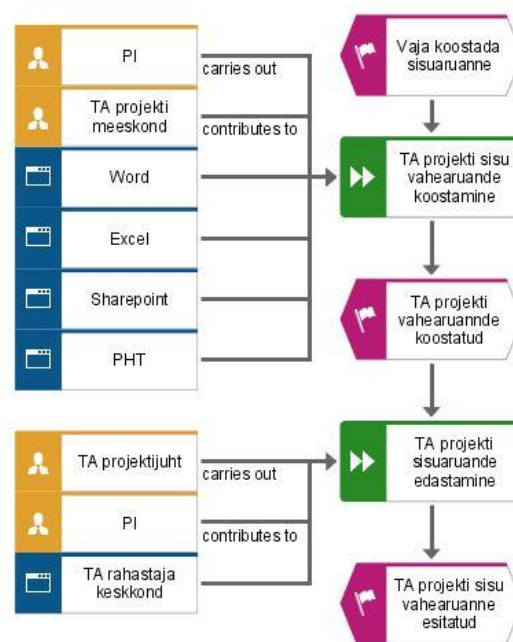 PI
carries out
TA projekti
meeskond
contributes to
Word
Excel
Sharepoint
PHT
Vaja koostada
sisuaruanne
TA projekti sisu
vahearuande
koostamine
TA projekti
vahearuannde
koostatud
TA projektijuht
carries out
PI
contributes to
TA rahastaja
keskkond
TA projekti
sisuaruande
edastamine
TA projekti sisu
vahearuanne
esitatud